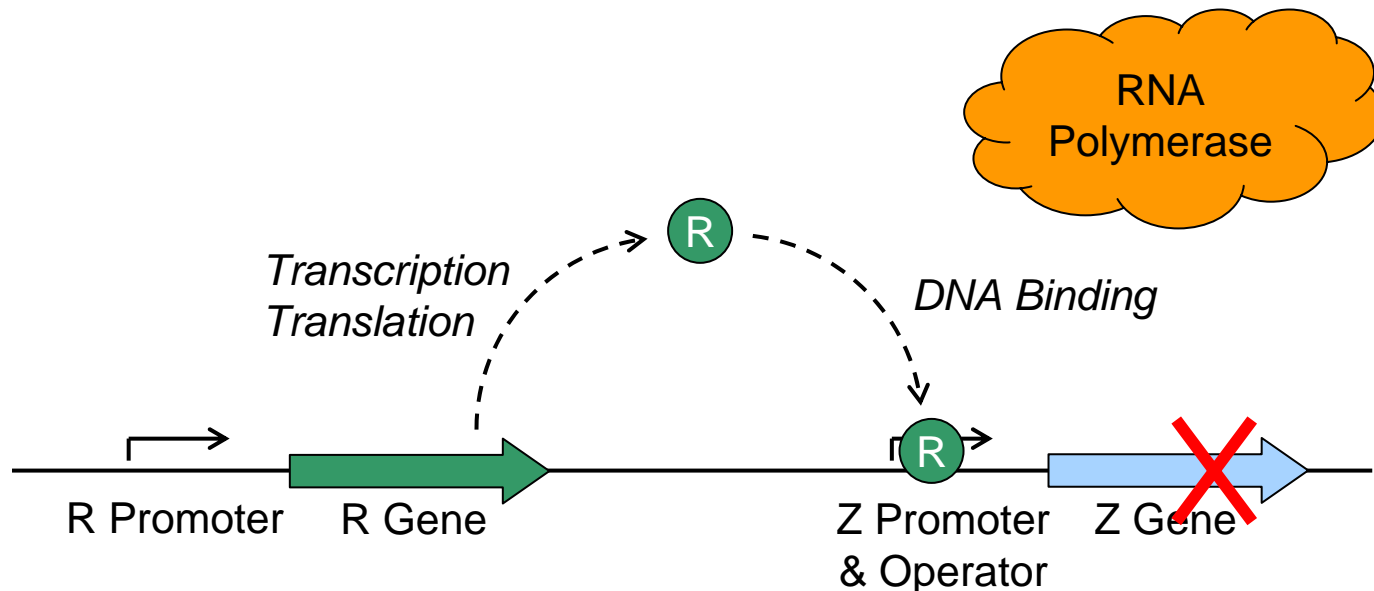 RNA
Polymerase
R
Transcription
Translation
DNA Binding
R
R Promoter
R Gene
Z Promoter
& Operator
Z Gene